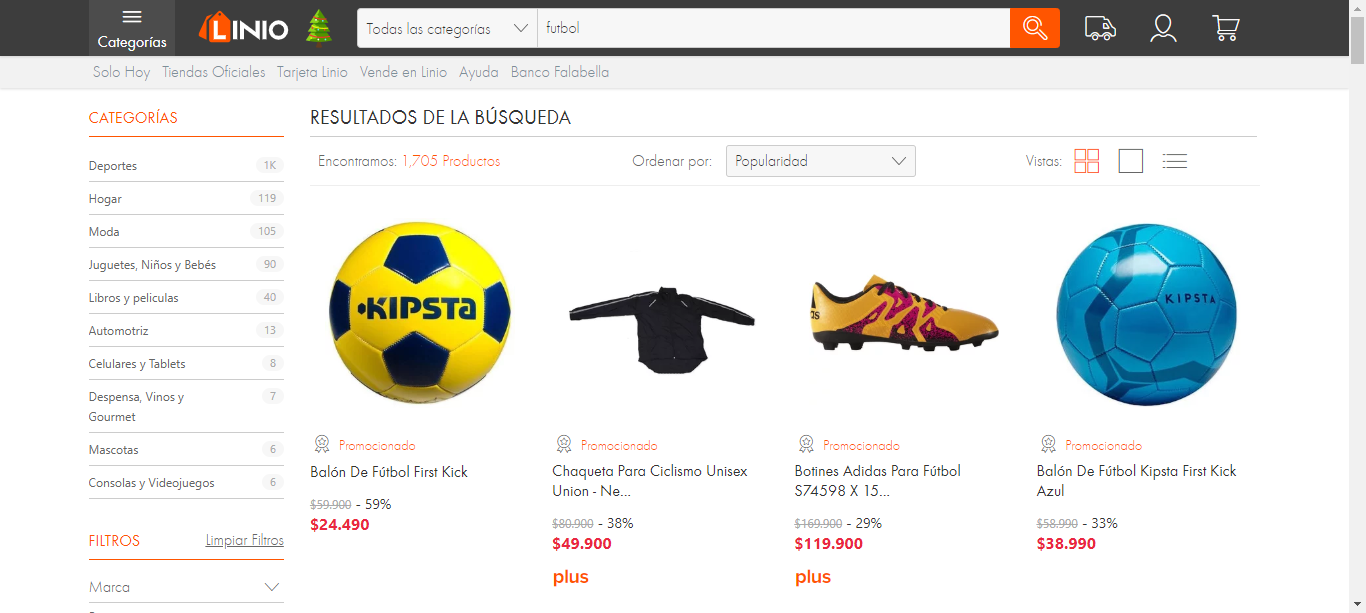 Categorías
LINIO
Todas las categorías
futbol
Solo Hoy Tiendas Oficiales Tarjeta Linio Vende en Linio Ayuda Banco Falabella
CATEGORÍAS
Deportes 1K
Hogar 119
Moda 105
Juguetes, Niños y Bebés 90
Libros y peliculas 40
Automotriz 13
Celulares y Tablets 8
Despensa, Vinos y 7
Gourmet
Mascotas 6
Consolas y Videojuegos 6
FILTROS Limpiar Filtros
Marca
RESULTADOS DE LA BÚSQUEDA
Encontramos: 1,705 Productos
Ordenar por: Popularidad
Vistas:
KIPSTA
Promocionado
Balón De Fútbol First Kick
$59.900 - 59%
$24.490
Promocionado
Chaqueta Para Ciclismo Unisex
Union - Ne...
$80.900 - 38%
$49.900
plus
adidas
Promocionado
Botines Adidas Para Fútbol
S74598 X 15...
$169.900 - 29%
$119.900
plus
KIPSTA
Promocionado
Balón De Fútbol Kipsta First Kick
Azul
$58.990 - 33%
$38.990